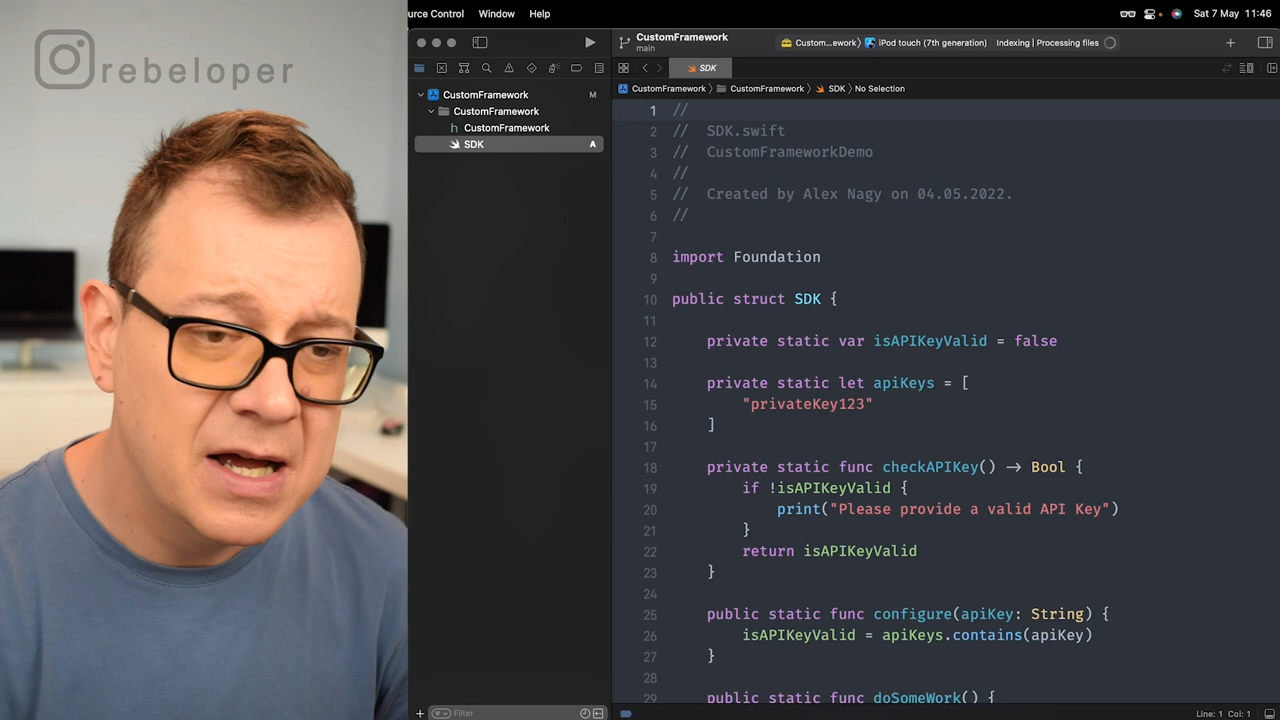 rebeloper
urce Control Window Help
Sat 7 May 11:46
CustomFramework
main
Custom...ework) iPod touch (7th generation) Indexing | Processing files
SDK
CustomFramework CustomFramework SDK No Selection
CustomFramework M
CustomFramework
h CustomFramework
SDK A
1 //
2 // SDK.swift
3 // CustomFrameworkDemo
4 //
5 // Created by Alex Nagy on 04.05.2022.
6 //
7
8 import Foundation
9
10 public struct SDK {
11
12 private static var isAPIKeyValid = false
13
14 private static let apiKeys = [
15 "privateKey123"
16 ]
17
18 private static func checkAPIKey() -> Bool {
19 if !isAPIKeyValid {
20 print("Please provide a valid API Key")
21 }
22 return isAPIKeyValid
23 }
24
25 public static func configure(apiKey: String) {
26 isAPIKeyValid = apiKeys.contains(apiKey)
27 }
28
29 public static func doSomeWork() {
Filter
Line: 1 Col: 1